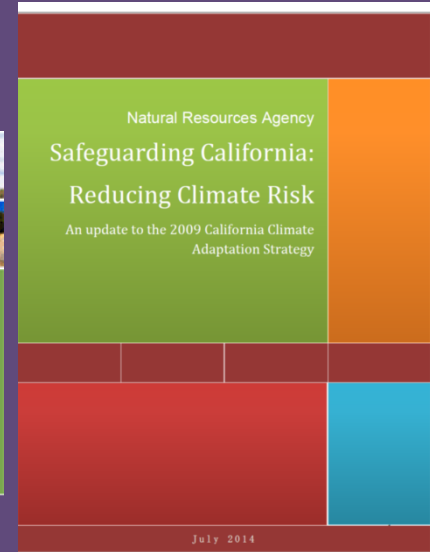 Natural Resources Agency
Safeguarding California:
Reducing Climate Risk
An update to the 2009 California Climate
Adaptation Strategy
July 2014